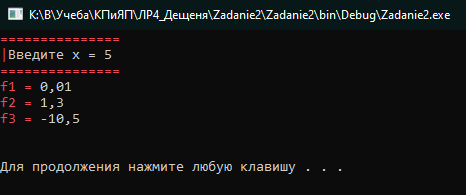 K:\В\Учеба\КПиЯП\ЛР4_Дещеня\Zadanie2\Zadanie2\bin\Debug\Zadanie2.exe
===============
|Введите x = 5
===============
f1 = 0,01
f2 = 1,3
f3 = -10,5
Для продолжения нажмите любую клавишу . . .